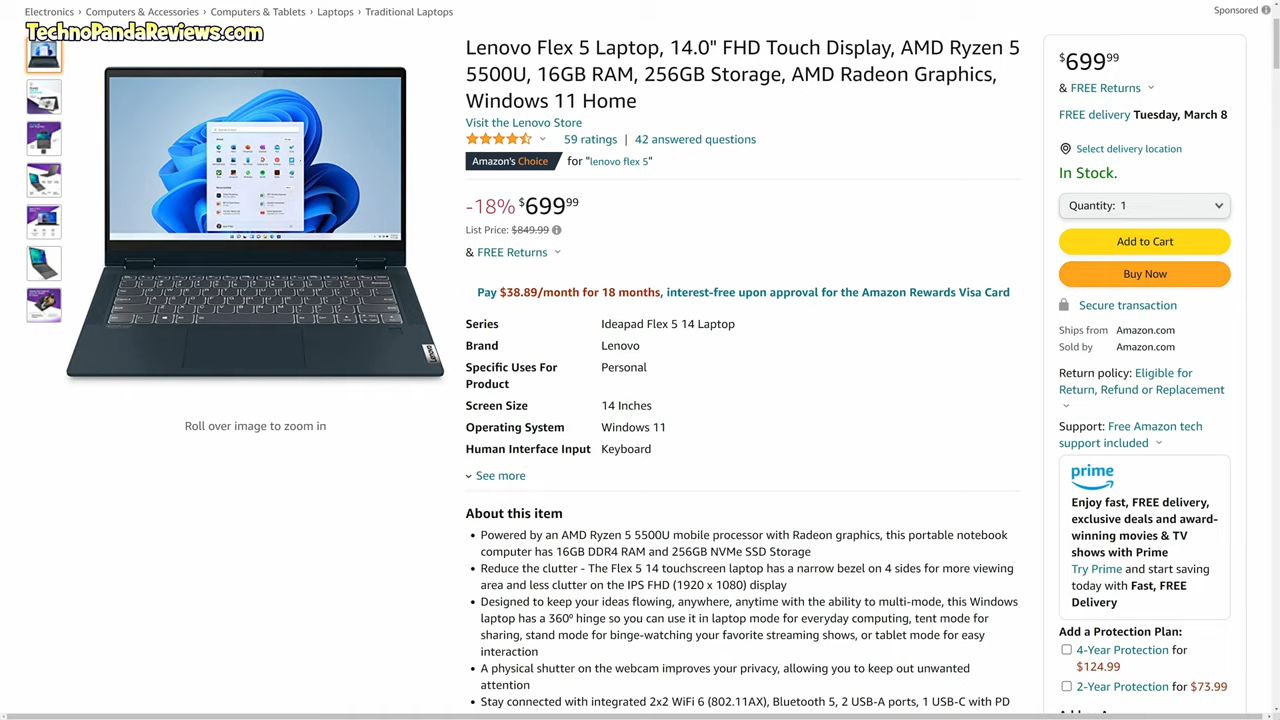 Electronics › Computers & Accessories › Computers & Tablets › Laptops › Traditional Laptops
Sponsored
TechnoPandaReviews.com
Lenovo Flex 5 Laptop, 14.0" FHD Touch Display, AMD Ryzen 5
5500U, 16GB RAM, 256GB Storage, AMD Radeon Graphics,
Windows 11 Home
Visit the Lenovo Store
59 ratings | 42 answered questions
Amazon's Choice for "lenovo flex 5"
-18% $69999
List Price: $849.99
& FREE Returns
Pay $38.89/month for 18 months, interest-free upon approval for the Amazon Rewards Visa Card
Series Ideapad Flex 5 14 Laptop
Brand Lenovo
Specific Uses For Personal
Product
Screen Size 14 Inches
Operating System Windows 11
Human Interface Input Keyboard
See more
About this item
• Powered by an AMD Ryzen 5 5500U mobile processor with Radeon graphics, this portable notebook
computer has 16GB DDR4 RAM and 256GB NVMe SSD Storage
• Reduce the clutter - The Flex 5 14 touchscreen laptop has a narrow bezel on 4 sides for more viewing
area and less clutter on the IPS FHD (1920 x 1080) display
• Designed to keep your ideas flowing, anywhere, anytime with the ability to multi-mode, this Windows
laptop has a 360º hinge so you can use it in laptop mode for everyday computing, tent mode for
sharing, stand mode for binge-watching your favorite streaming shows, or tablet mode for easy
interaction
• A physical shutter on the webcam improves your privacy, allowing you to keep out unwanted
attention
• Stay connected with integrated 2x2 WiFi 6 (802.11AX), Bluetooth 5, 2 USB-A ports, 1 USB-C with PD
Lenovo
Roll over image to zoom in
$69999
& FREE Returns
FREE delivery Tuesday, March 8
Select delivery location
In Stock.
Quantity: 1
Add to Cart
Buy Now
Secure transaction
Ships from Amazon.com
Sold by Amazon.com
Return policy: Eligible for
Return, Refund or Replacement
Support: Free Amazon tech
support included
prime
Enjoy fast, FREE delivery,
exclusive deals and award-
winning movies & TV
shows with Prime
Try Prime and start saving
today with Fast, FREE
Delivery
Add a Protection Plan:
4-Year Protection for
$124.99
2-Year Protection for $73.99